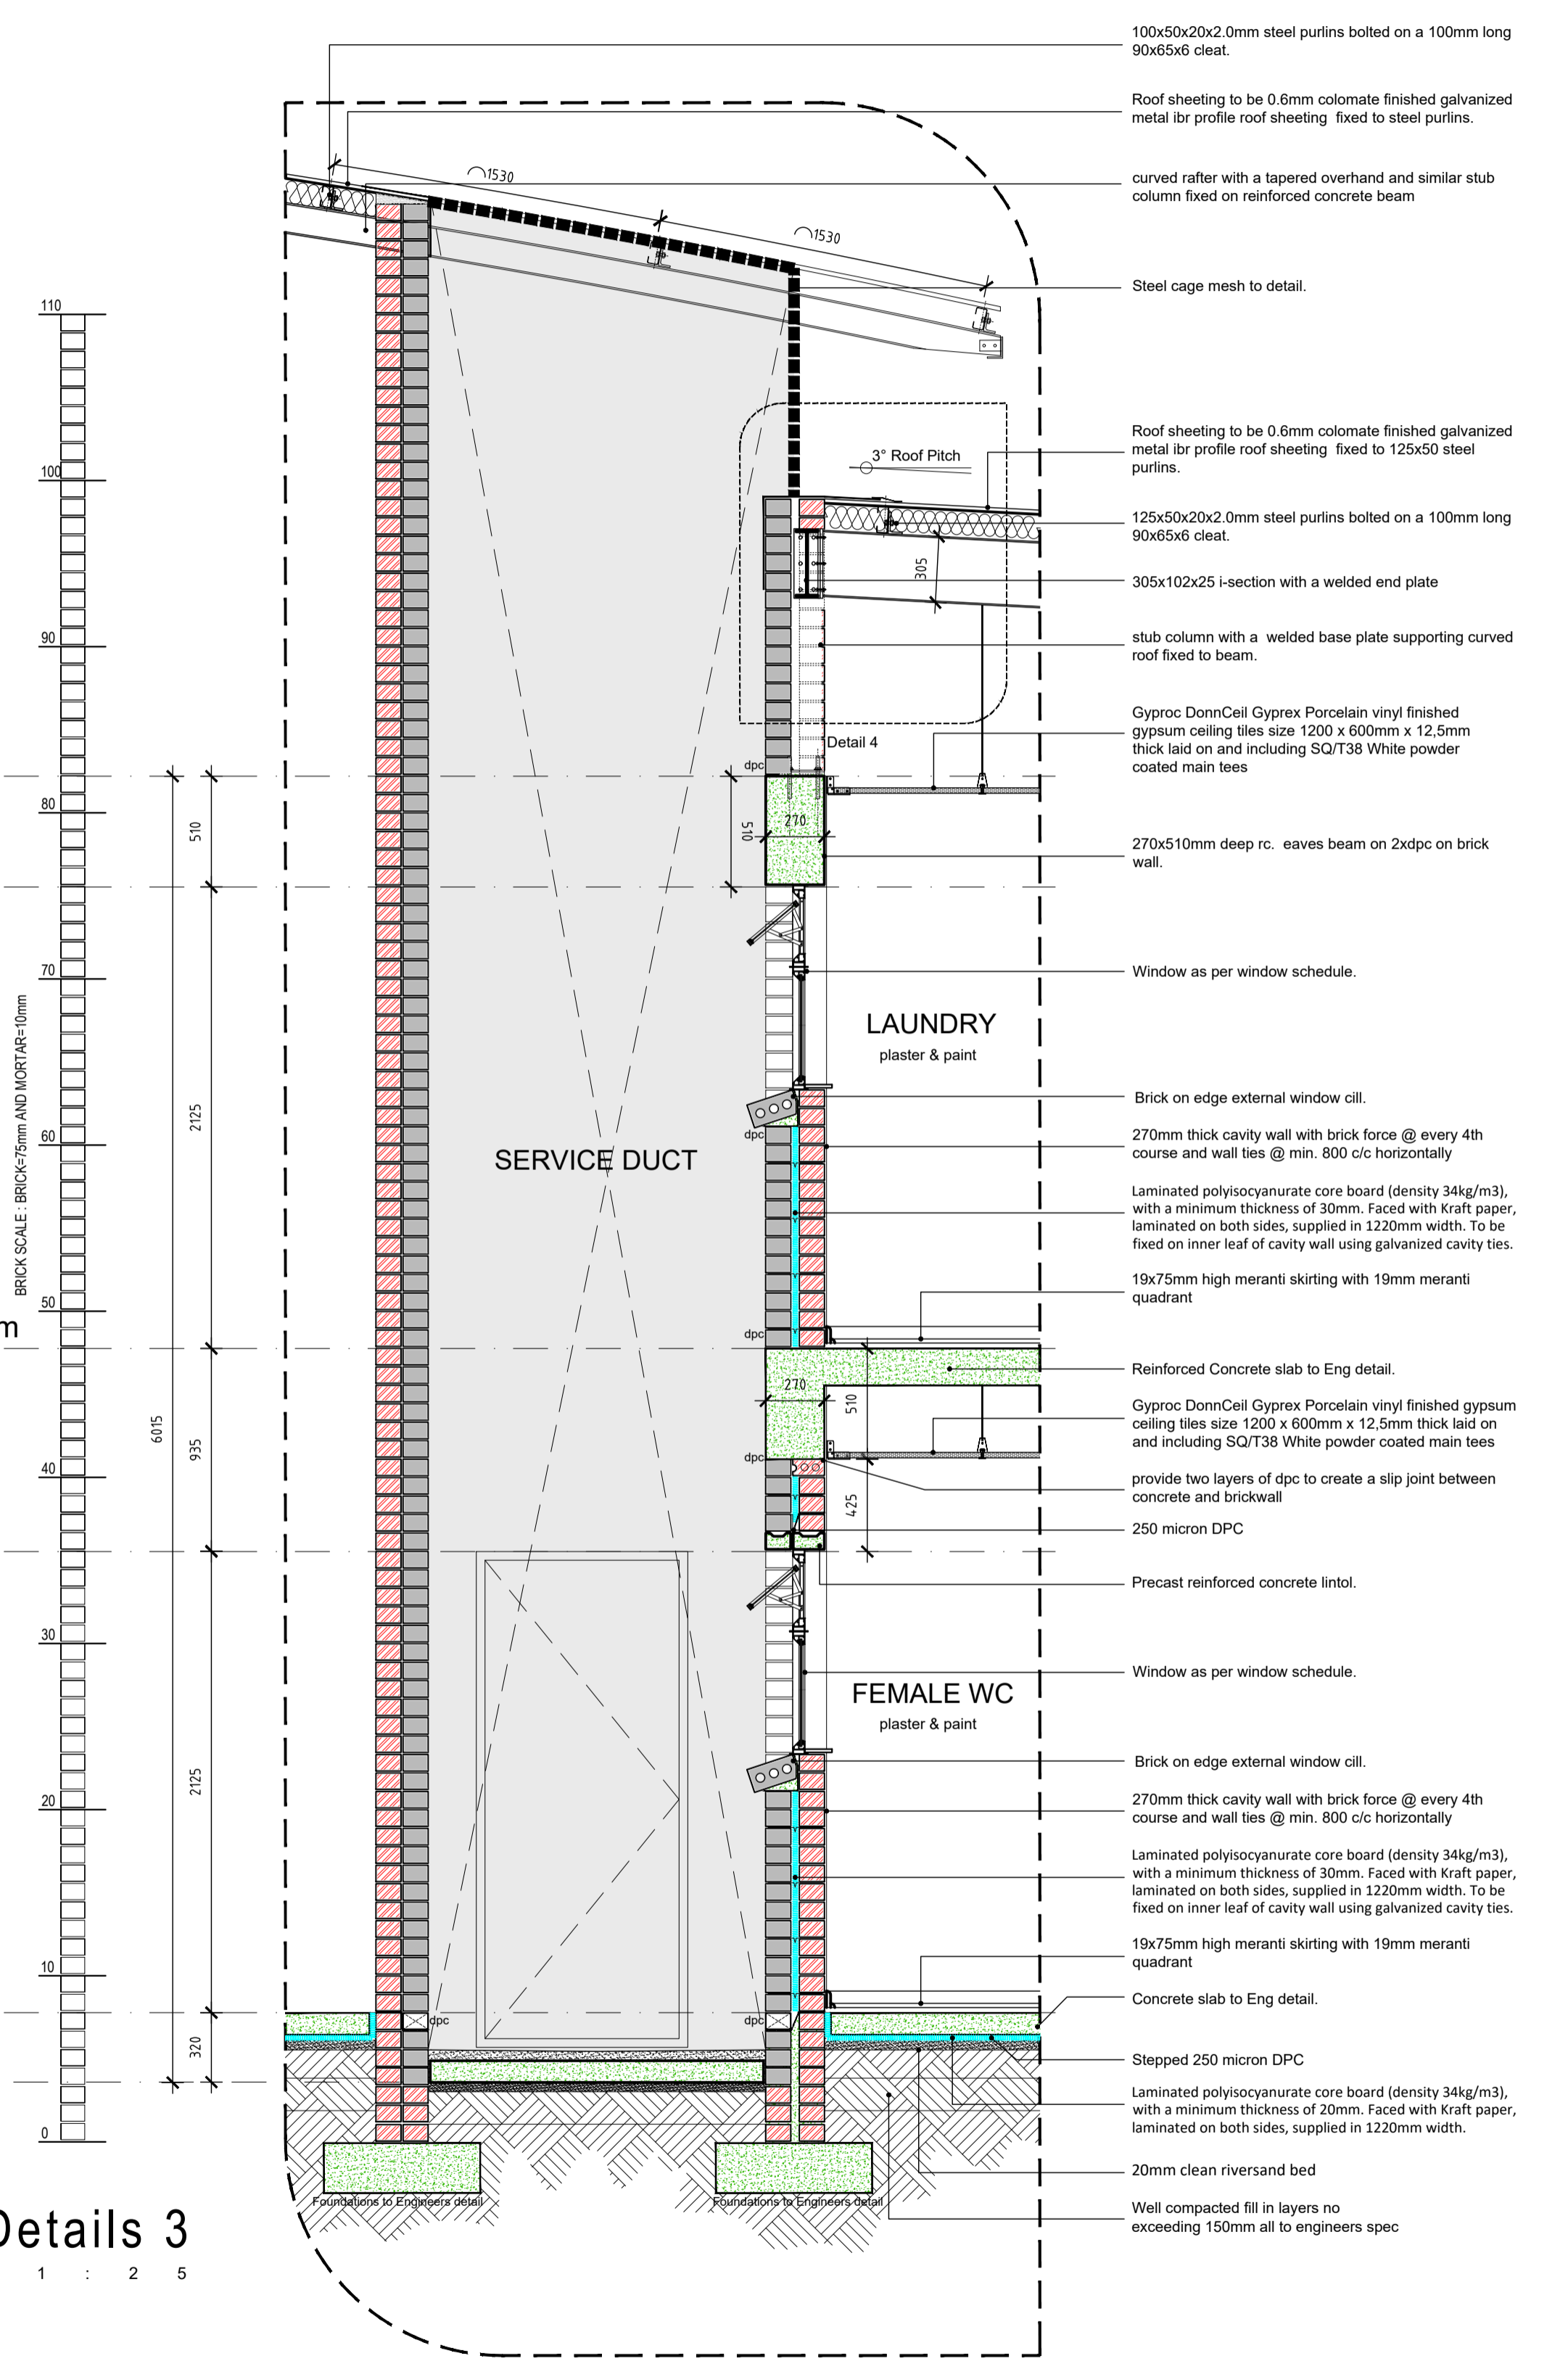 100x50x20x2.0mm steel purlins bolted on a 100mm long
90x65x6 cleat.
Roof sheeting to be 0.6mm colomate finished galvanized
metal ibr profile roof sheeting fixed to steel purlins.
curved rafter with a tapered overhand and similar stub
column fixed on reinforced concrete beam
1530
1530
Steel cage mesh to detail.
Roof sheeting to be 0.6mm colomate finished galvanized
metal ibr profile roof sheeting fixed to 125x50 steel
purlins.
3° Roof Pitch
125x50x20x2.0mm steel purlins bolted on a 100mm long
90x65x6 cleat.
305
305x102x25 i-section with a welded end plate
stub column with a welded base plate supporting curved
roof fixed to beam.
Gyproc DonnCeil Gyprex Porcelain vinyl finished
gypsum ceiling tiles size 1200 x 600mm x 12,5mm
thick laid on and including SQ/T38 White powder
coated main tees
Detail 4
dpc
510
270
270x510mm deep rc. eaves beam on 2xdpc on brick
wall.
Window as per window schedule.
LAUNDRY
plaster & paint
Brick on edge external window cill.
dpc
270mm thick cavity wall with brick force @ every 4th
course and wall ties @ min. 800 c/c horizontally
SERVICE DUCT
Laminated polyisocyanurate core board (density 34kg/m3),
with a minimum thickness of 30mm. Faced with Kraft paper,
laminated on both sides, supplied in 1220mm width. To be
fixed on inner leaf of cavity wall using galvanized cavity ties.
19x75mm high meranti skirting with 19mm meranti
quadrant
dpc
Reinforced Concrete slab to Eng detail.
270
510
Gyproc DonnCeil Gyprex Porcelain vinyl finished gypsum
ceiling tiles size 1200 x 600mm x 12,5mm thick laid on
and including SQ/T38 White powder coated main tees
dpc
provide two layers of dpc to create a slip joint between
concrete and brickwall
425
250 micron DPC
Precast reinforced concrete lintol.
Window as per window schedule.
FEMALE WC
plaster & paint
Brick on edge external window cill.
270mm thick cavity wall with brick force @ every 4th
course and wall ties @ min. 800 c/c horizontally
Laminated polyisocyanurate core board (density 34kg/m3),
with a minimum thickness of 30mm. Faced with Kraft paper,
laminated on both sides, supplied in 1220mm width. To be
fixed on inner leaf of cavity wall using galvanized cavity ties.
19x75mm high meranti skirting with 19mm meranti
quadrant
Concrete slab to Eng detail.
dpc
dpc
Stepped 250 micron DPC
Laminated polyisocyanurate core board (density 34kg/m3),
with a minimum thickness of 20mm. Faced with Kraft paper,
laminated on both sides, supplied in 1220mm width.
20mm clean riversand bed
Foundations to Engineers detail
Foundations to Engineers detail
Well compacted fill in layers no
exceeding 150mm all to engineers spec
110
100
90
80
70
60
50
40
30
20
10
0
BRICK SCALE : BRICK=75mm AND MORTAR=10mm
m
510
2125
6015
935
2125
320
Details 3
1 : 2 5